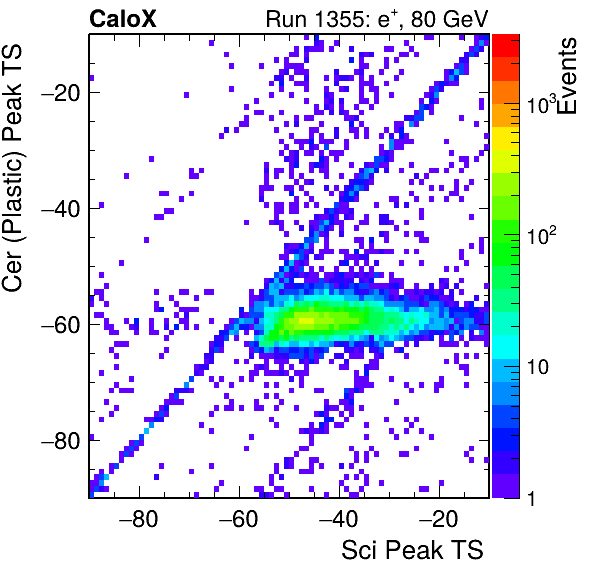 CaloX Run 1355: e⁺, 80 GeV
Cer (Plastic) Peak TS
Events
−20
−40
−60
−80
10³
10²
10
1
−80 −60 −40 −20
Sci Peak TS